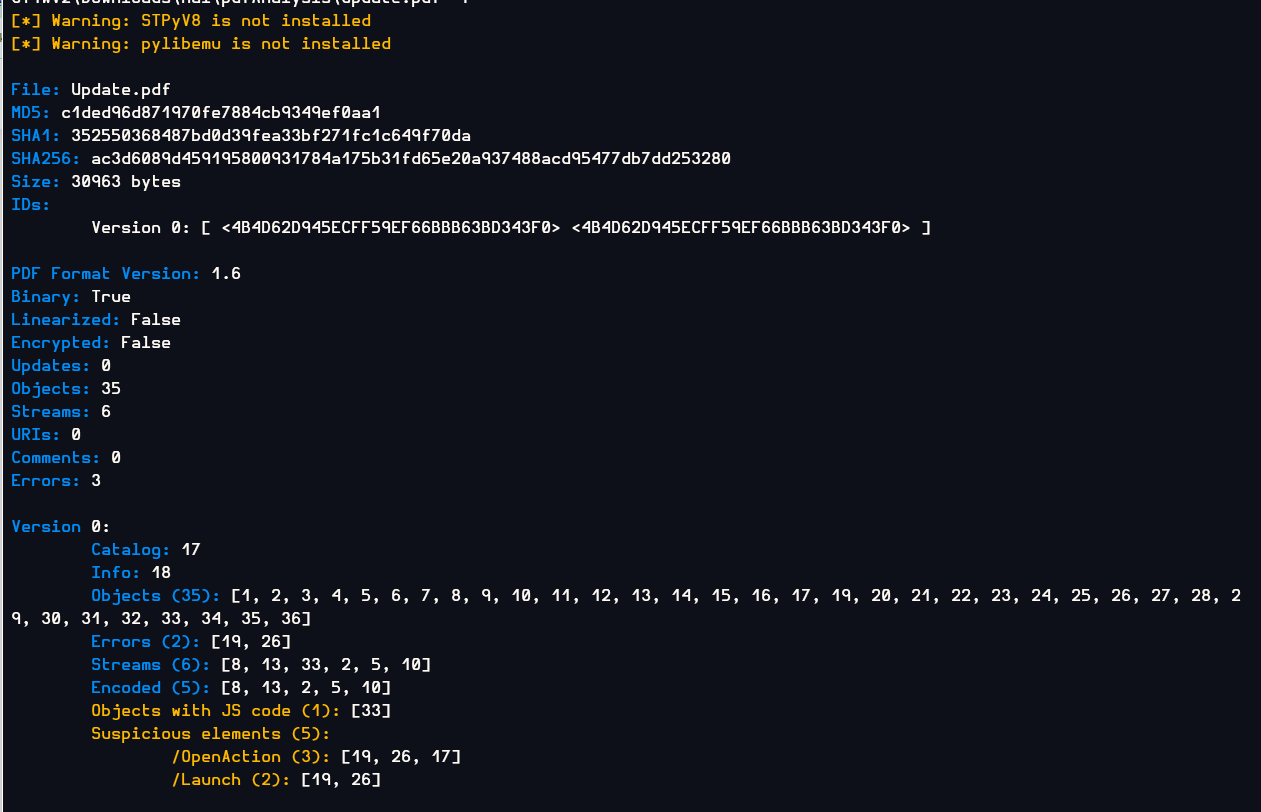 [*] Warning: STPyV8 is not installed
[*] Warning: pylibemu is not installed
File: Update.pdf
MD5: c1ded96d871970fe7884cb9349ef0aa1
SHA1: 352550368487bd0d39fea33bf271fc1c649f70da
SHA256: ac3d6089d459195800931784a175b31fd65e20a937488acd95477db7dd253280
Size: 30963 bytes
IDs:
Version 0: [ <4B4D62D945ECFF59EF66BBB63BD343F0> <4B4D62D945ECFF59EF66BBB63BD343F0> ]
PDF Format Version: 1.6
Binary: True
Linearized: False
Encrypted: False
Updates: 0
Objects: 35
Streams: 6
URIs: 0
Comments: 0
Errors: 3
Version 0:
Catalog: 17
Info: 18
Objects (35): [1, 2, 3, 4, 5, 6, 7, 8, 9, 10, 11, 12, 13, 14, 15, 16, 17, 19, 20, 21, 22, 23, 24, 25, 26, 27, 28, 2
9, 30, 31, 32, 33, 34, 35, 36]
Errors (2): [19, 26]
Streams (6): [8, 13, 33, 2, 5, 10]
Encoded (5): [8, 13, 2, 5, 10]
Objects with JS code (1): [33]
Suspicious elements (5):
/OpenAction (3): [19, 26, 17]
/Launch (2): [19, 26]